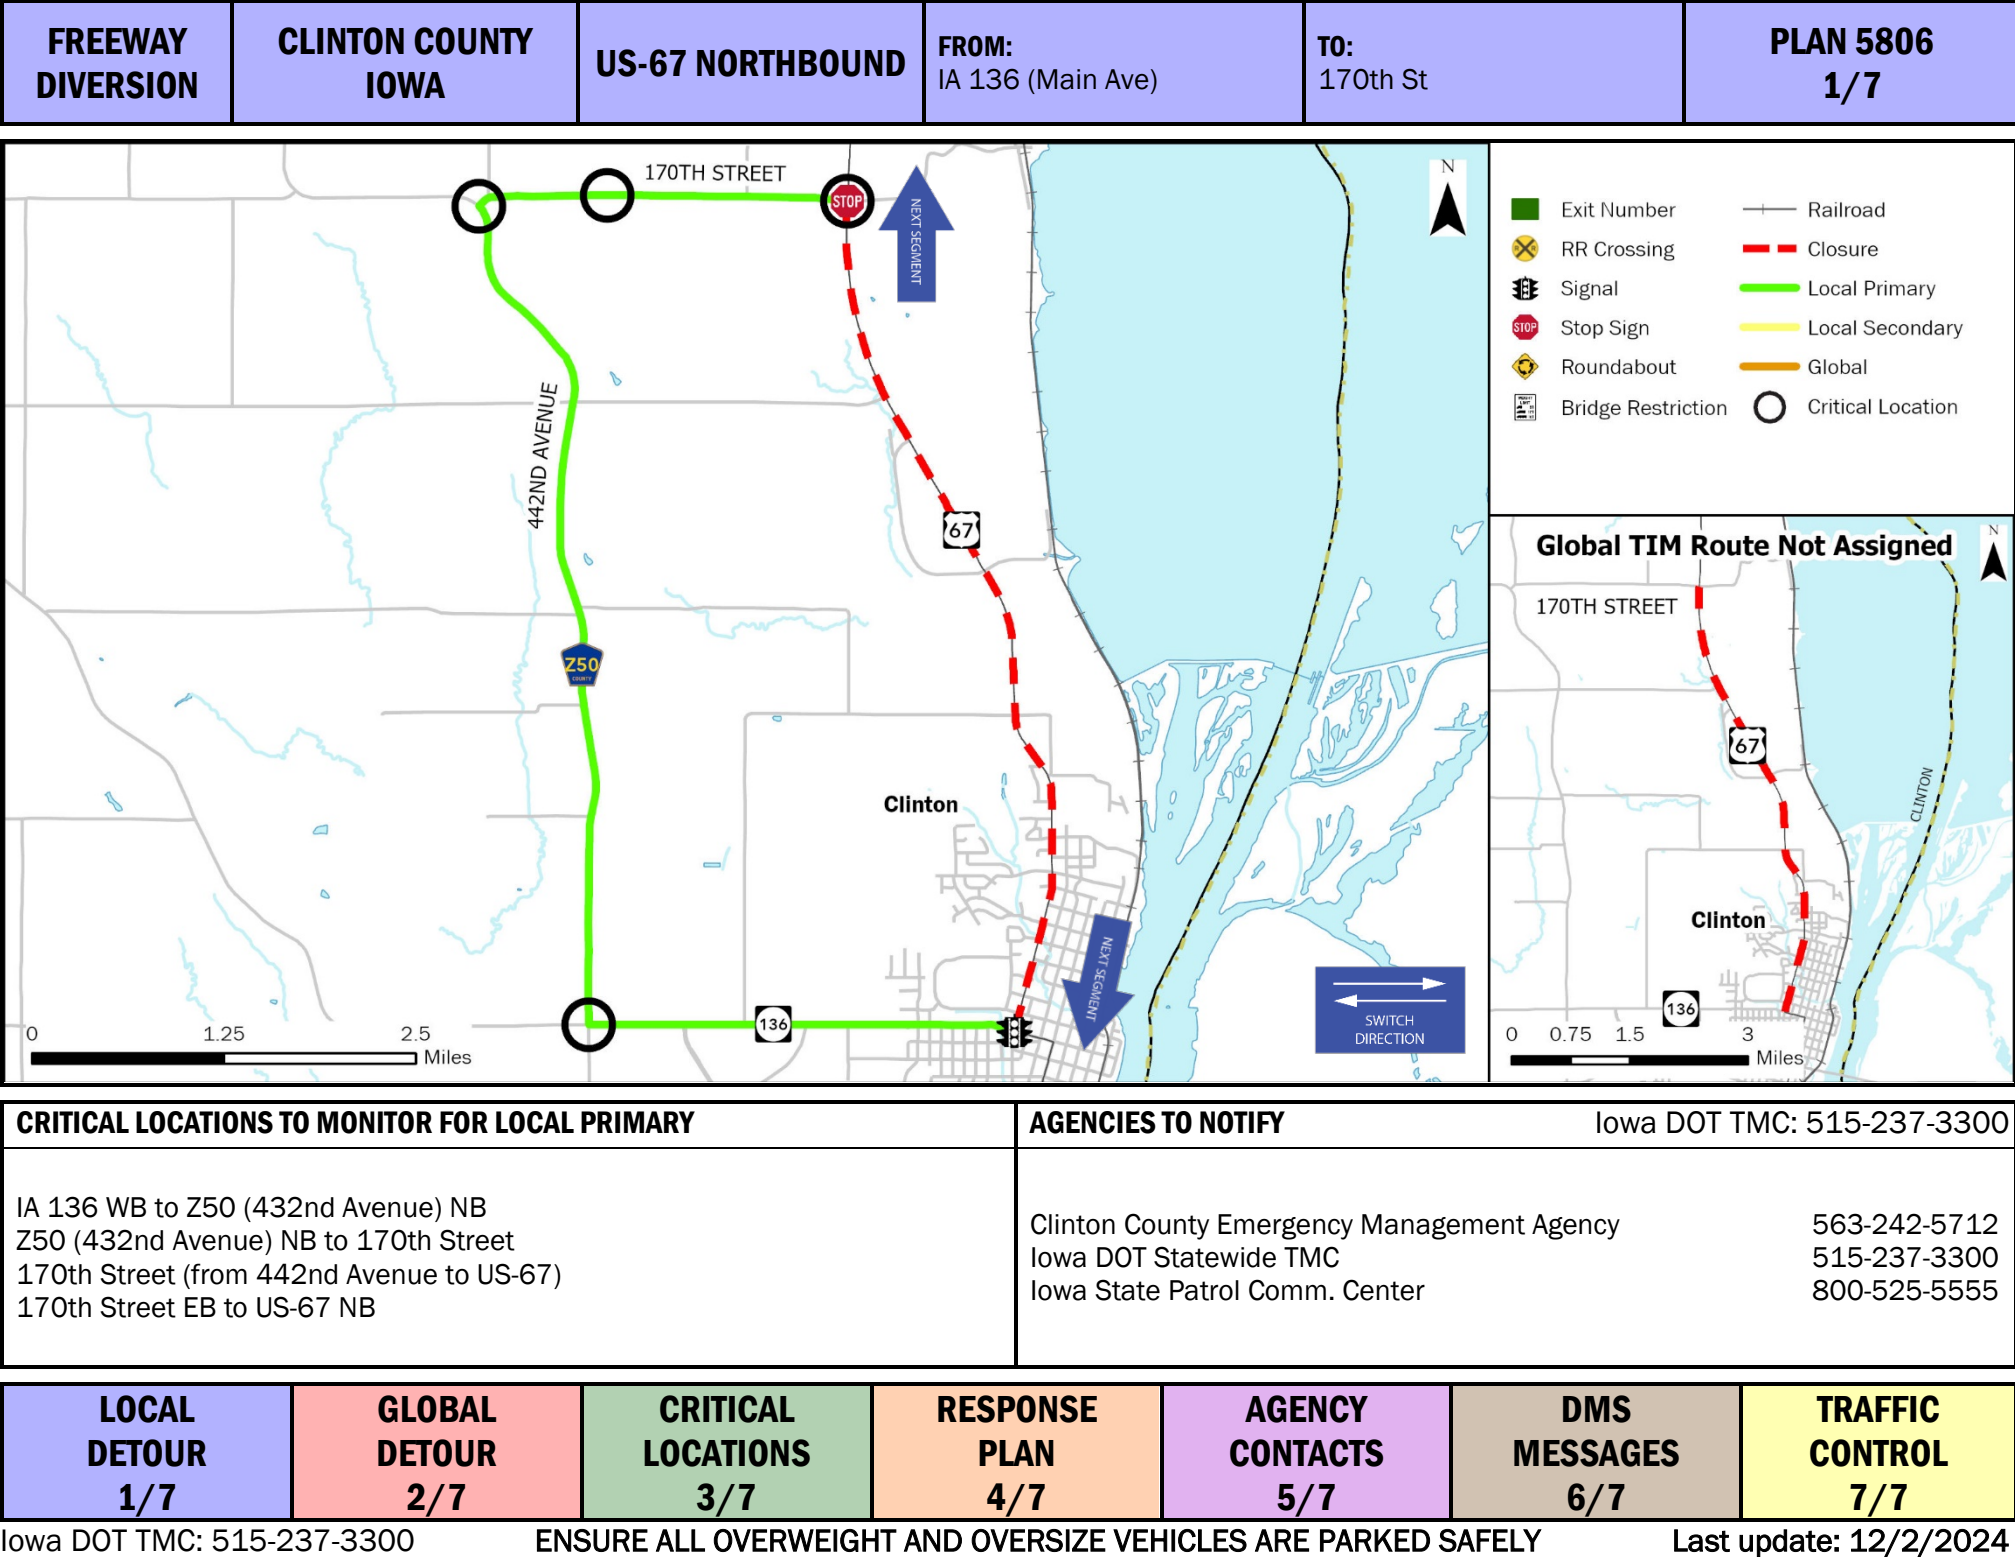 FREEWAY
DIVERSION
CLINTON COUNTY
IOWA
US-67 NORTHBOUND
FROM:
IA 136 (Main Ave)
TO:
170th St
PLAN 5806
1/7
170TH STREET
STOP
NEXT SEGMENT
N
442ND AVENUE
67
Z50
COUNTY
Clinton
NEXT SEGMENT
136
0 1.25 2.5
Miles
SWITCH
DIRECTION
Exit Number
Railroad
RR Crossing
Closure
Signal
Local Primary
STOP
Stop Sign
Local Secondary
Roundabout
Global
Bridge Restriction
Critical Location
Global TIM Route Not Assigned
N
170TH STREET
67
CLINTON
Clinton
136
0 0.75 1.5 3
Miles
CRITICAL LOCATIONS TO MONITOR FOR LOCAL PRIMARY
IA 136 WB to Z50 (432nd Avenue) NB
Z50 (432nd Avenue) NB to 170th Street
170th Street (from 442nd Avenue to US-67)
170th Street EB to US-67 NB
AGENCIES TO NOTIFY Iowa DOT TMC: 515-237-3300
Clinton County Emergency Management Agency 563-242-5712
Iowa DOT Statewide TMC 515-237-3300
Iowa State Patrol Comm. Center 800-525-5555
LOCAL
DETOUR
1/7
GLOBAL
DETOUR
2/7
CRITICAL
LOCATIONS
3/7
RESPONSE
PLAN
4/7
AGENCY
CONTACTS
5/7
DMS
MESSAGES
6/7
TRAFFIC
CONTROL
7/7
Iowa DOT TMC: 515-237-3300 ENSURE ALL OVERWEIGHT AND OVERSIZE VEHICLES ARE PARKED SAFELY Last update: 12/2/2024